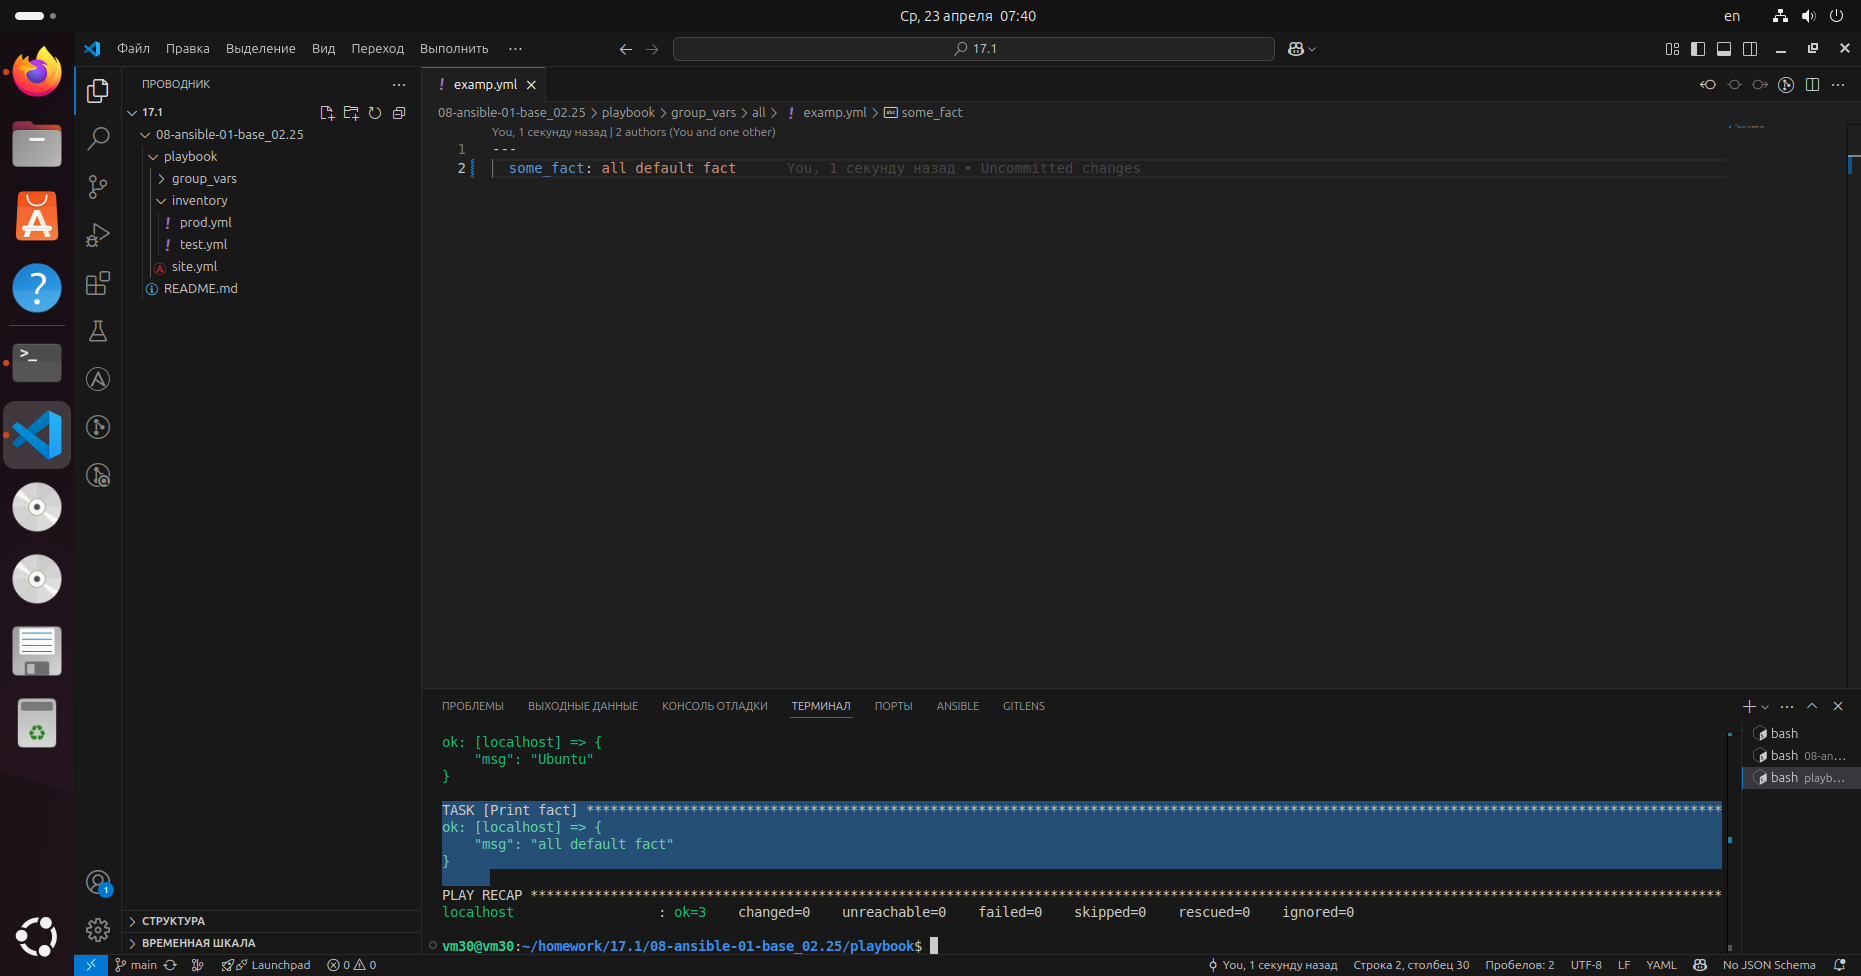 Ср, 23 апреля 07:40
en
Файл Правка Выделение Вид Переход Выполнить ···
17.1
ПРОВОДНИК
17.1
08-ansible-01-base_02.25
playbook
group_vars
inventory
prod.yml
test.yml
site.yml
README.md
СТРУКТУРА
ВРЕМЕННАЯ ШКАЛА
examp.yml
08-ansible-01-base_02.25 > playbook > group_vars > all > ! examp.yml > some_fact
You, 1 секунду назад | 2 authors (You and one other)
1 ---
2 some_fact: all default fact You, 1 секунду назад • Uncommitted changes
ПРОБЛЕМЫ ВЫХОДНЫЕ ДАННЫЕ КОНСОЛЬ ОТЛАДКИ ТЕРМИНАЛ ПОРТЫ ANSIBLE GITLENS
ok: [localhost] => {
"msg": "Ubuntu"
}
TASK [Print fact] **********************************************************************************************************************************************
ok: [localhost] => {
"msg": "all default fact"
}
PLAY RECAP *****************************************************************************************************************************************************
localhost : ok=3 changed=0 unreachable=0 failed=0 skipped=0 rescued=0 ignored=0
vm30@vm30:~/homework/17.1/08-ansible-01-base_02.25/playbook$
bash
bash 08-an...
bash playb...
1
main Launchpad 0 0
You, 1 секунду назад Строка 2, столбец 30 Пробелов: 2 UTF-8 LF YAML No JSON Schema